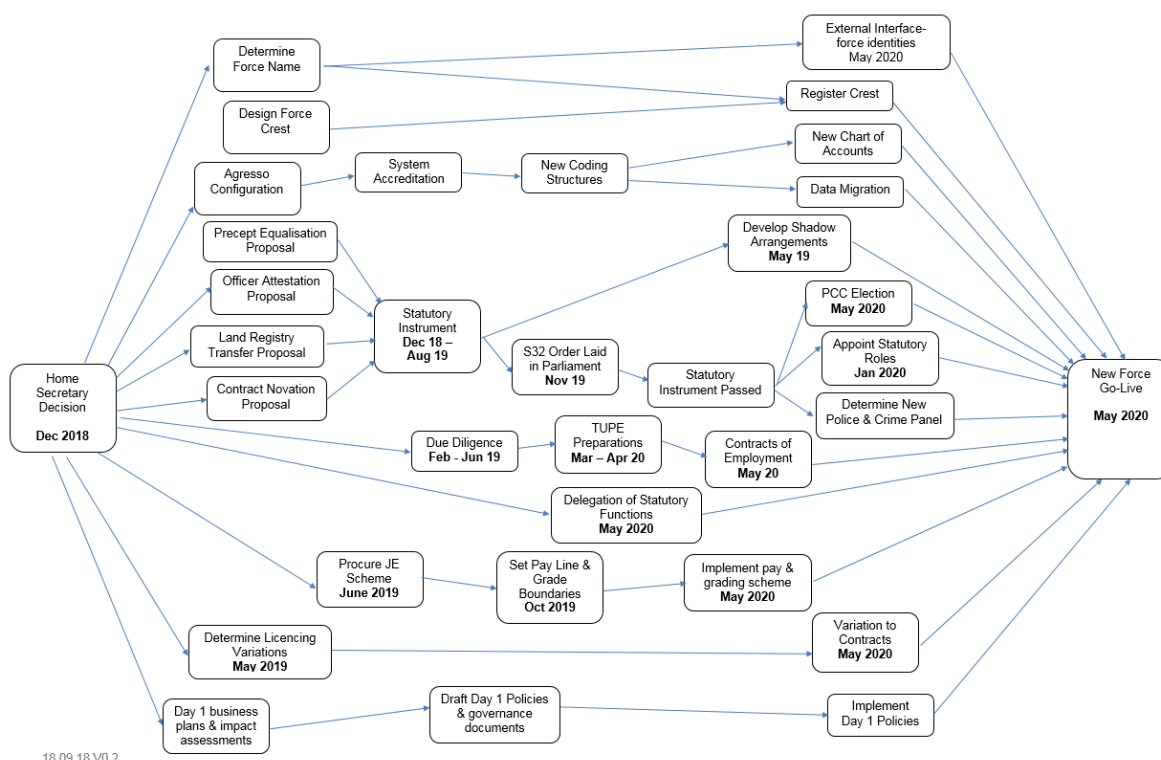 Determine
Force Name
External Interface-
force identities
May 2020
Design Force
Crest
Register Crest
Agresso
Configuration
System
Accreditation
New Coding
Structures
New Chart of
Accounts
Data Migration
Precept Equalisation
Proposal
Officer Attestation
Proposal
Land Registry
Transfer Proposal
Contract Novation
Proposal
Statutory
Instrument
Dec 18 –
Aug 19
Develop Shadow
Arrangements
May 19
S32 Order Laid
in Parliament
Nov 19
Statutory
Instrument Passed
PCC Election
May 2020
Appoint Statutory
Roles
Jan 2020
Determine New
Police & Crime Panel
Home
Secretary
Decision
Dec 2018
New Force
Go-Live
May 2020
Due Diligence
Feb - Jun 19
TUPE
Preparations
Mar – Apr 20
Contracts of
Employment
May 20
Delegation of Statutory
Functions
May 2020
Procure JE
Scheme
June 2019
Set Pay Line &
Grade
Boundaries
Oct 2019
Implement pay &
grading scheme
May 2020
Determine Licencing
Variations
May 2019
Variation to
Contracts
May 2020
Day 1 business
plans & impact
assessments
Draft Day 1 Policies
& governance
documents
Implement
Day 1 Policies
18.09.18 V0.2